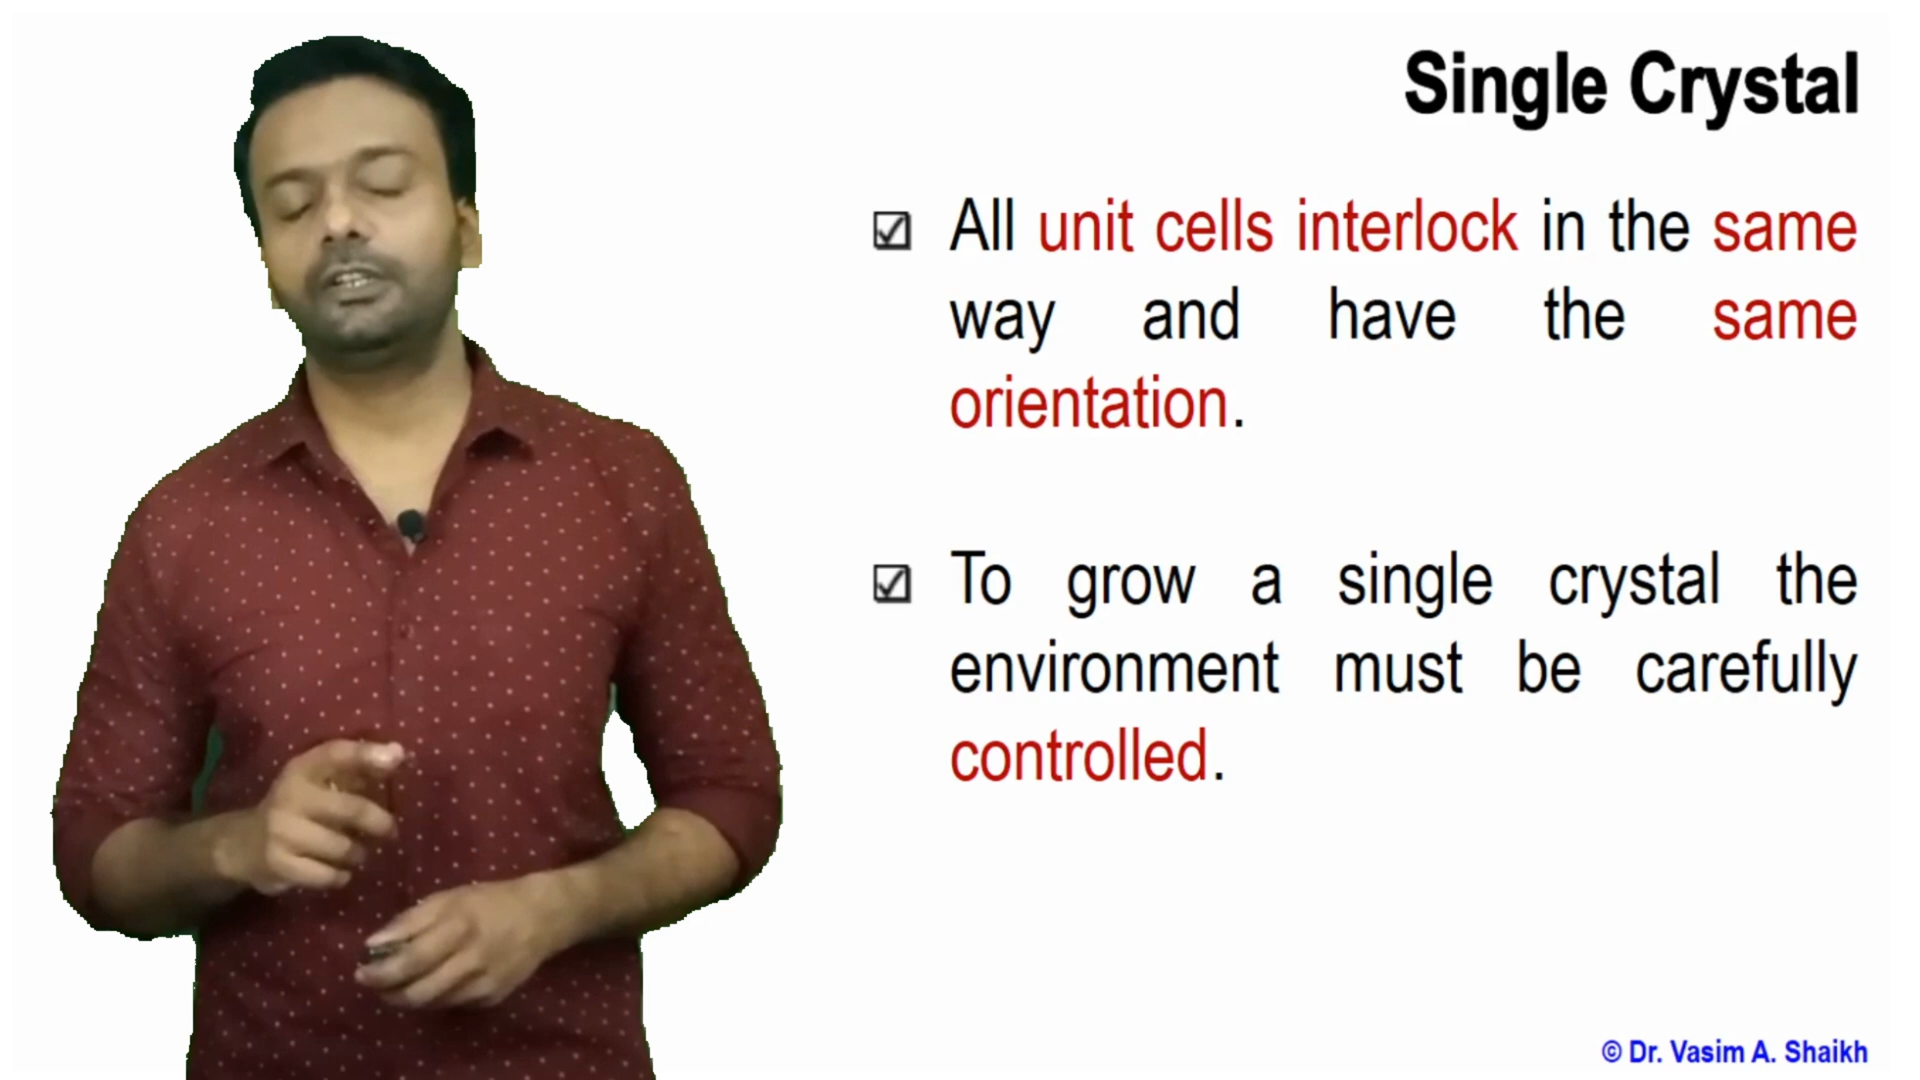 Single Crystal
All unit cells interlock in the same
way and have the same
orientation.
To grow a single crystal the
environment must be carefully
controlled.
© Dr. Vasim A. Shaikh